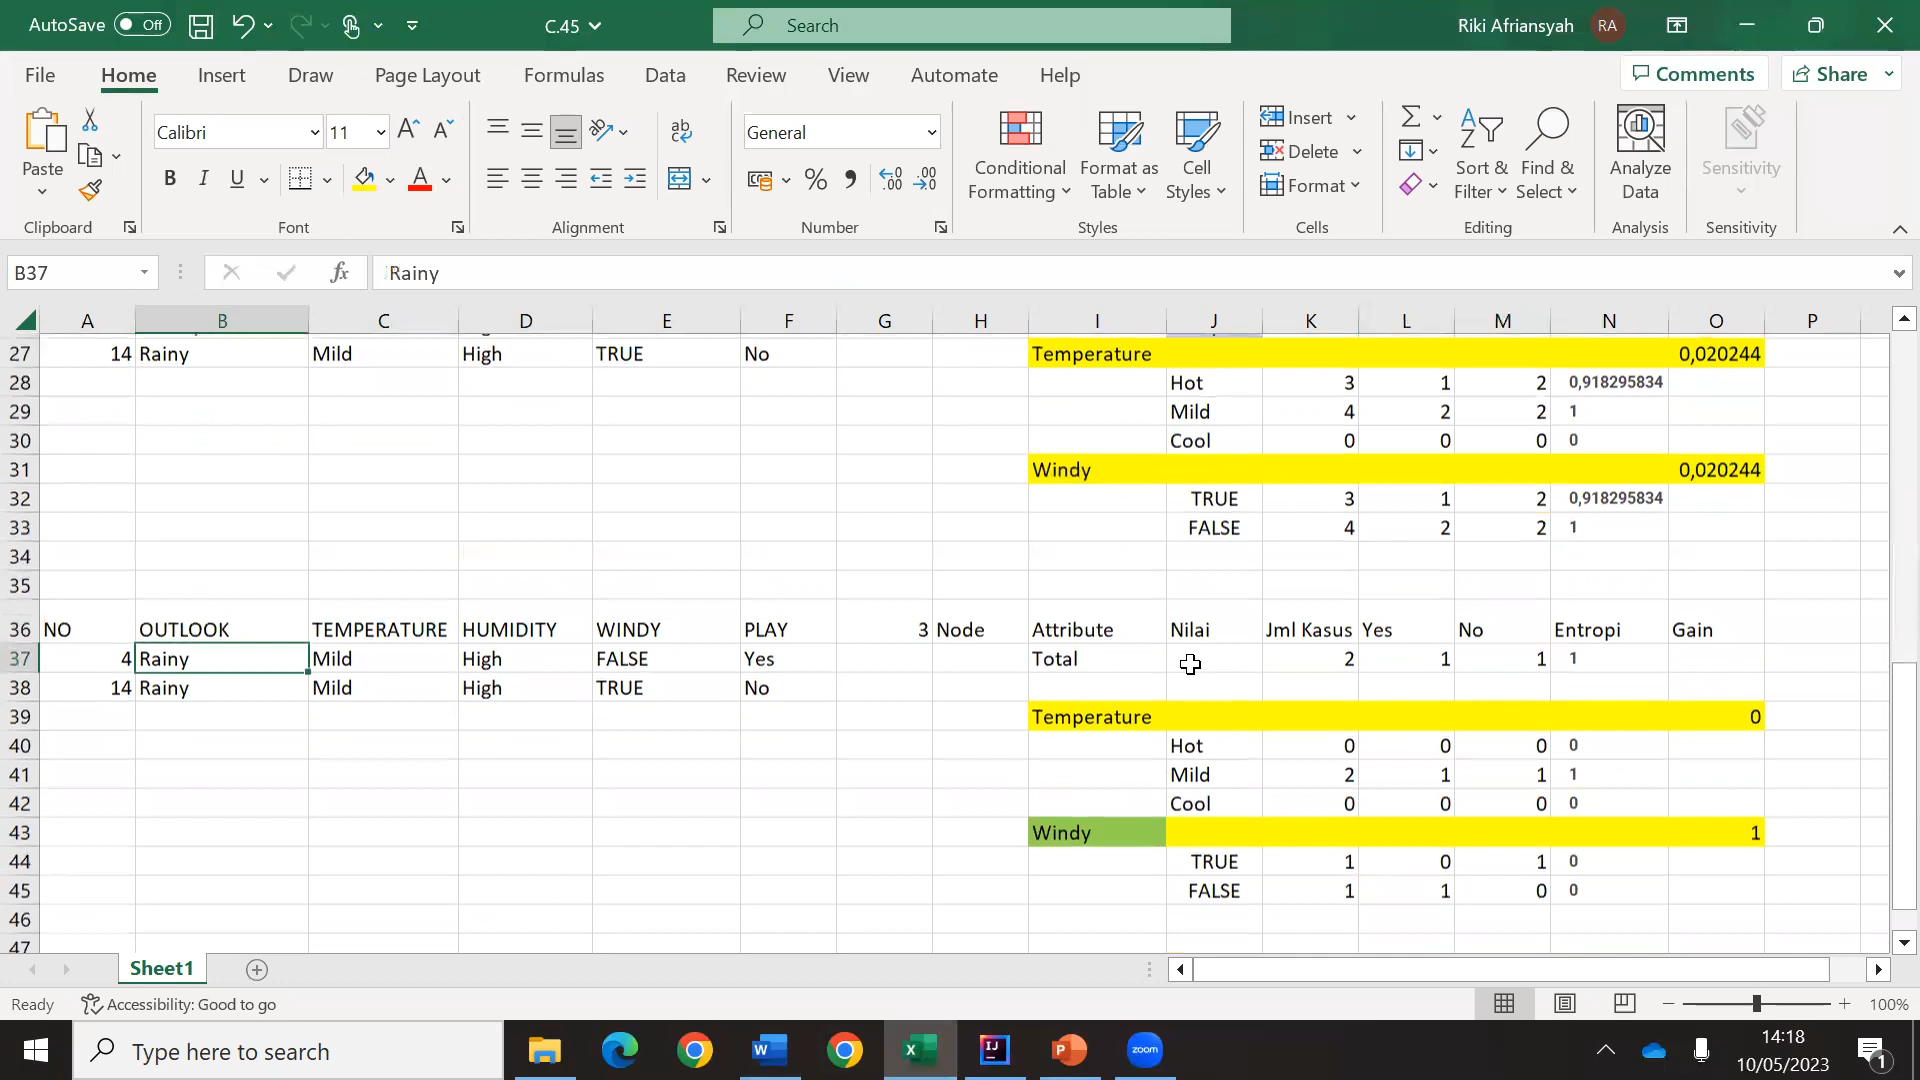 AutoSave Off C.45 Search Riki Afriansyah RA
File Home Insert Draw Page Layout Formulas Data Review View Automate Help Comments Share
Paste Calibri 11 General Conditional Formatting Format as Table Cell Styles Insert Delete Format Sort & Filter Find & Select Analyze Data Sensitivity
Clipboard Font Alignment Number Styles Cells Editing Analysis Sensitivity
B37 fx Rainy
A B C D E F G H I J K L M N O P
27 14 Rainy Mild High TRUE No Temperature 0,020244
28 Hot 3 1 2 0,918295834
29 Mild 4 2 2 1
30 Cool 0 0 0 0
31 Windy 0,020244
32 TRUE 3 1 2 0,918295834
33 FALSE 4 2 2 1
34
35
36 NO OUTLOOK TEMPERATURE HUMIDITY WINDY PLAY 3 Node Attribute Nilai Jml Kasus Yes No Entropi Gain
37 4 Rainy Mild High FALSE Yes Total 2 1 1 1
38 14 Rainy Mild High TRUE No
39 Temperature 0
40 Hot 0 0 0 0
41 Mild 2 1 1 1
42 Cool 0 0 0 0
43 Windy 1
44 TRUE 1 0 1 0
45 FALSE 1 1 0 0
46
47
Sheet1
Ready Accessibility: Good to go 100%
Type here to search zoom 14:18
10/05/2023 1